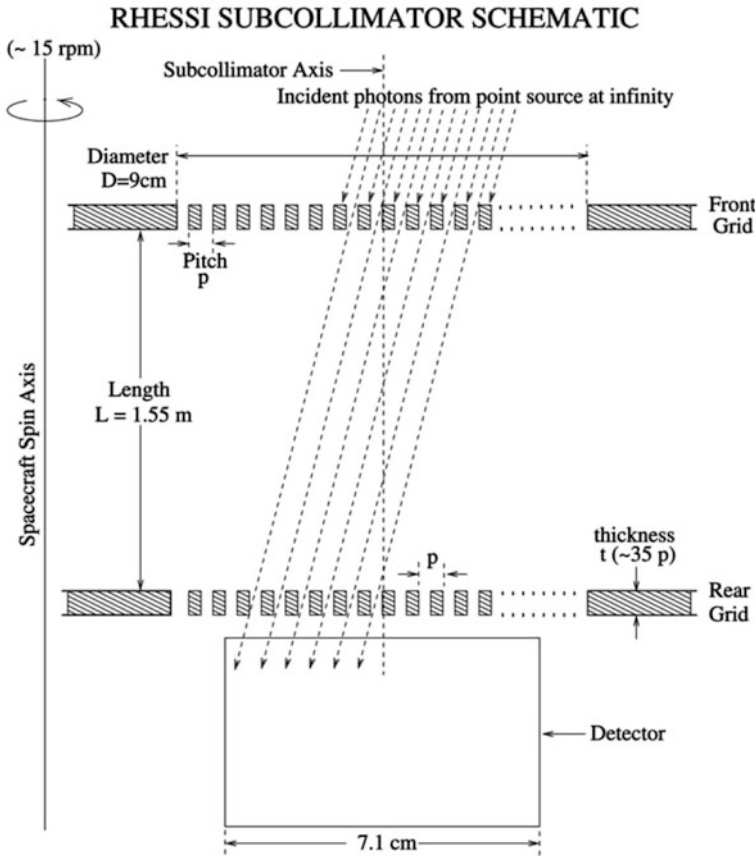 RHESSI SUBCOLLIMATOR SCHEMATIC
(~ 15 rpm)
Subcollimator Axis
Incident photons from point source at infinity
Diameter
D=9cm
Front
Grid
Pitch
p
Length
L = 1.55 m
Spacecraft Spin Axis
p
thickness
t (~35 p)
Rear
Grid
Detector
7.1 cm